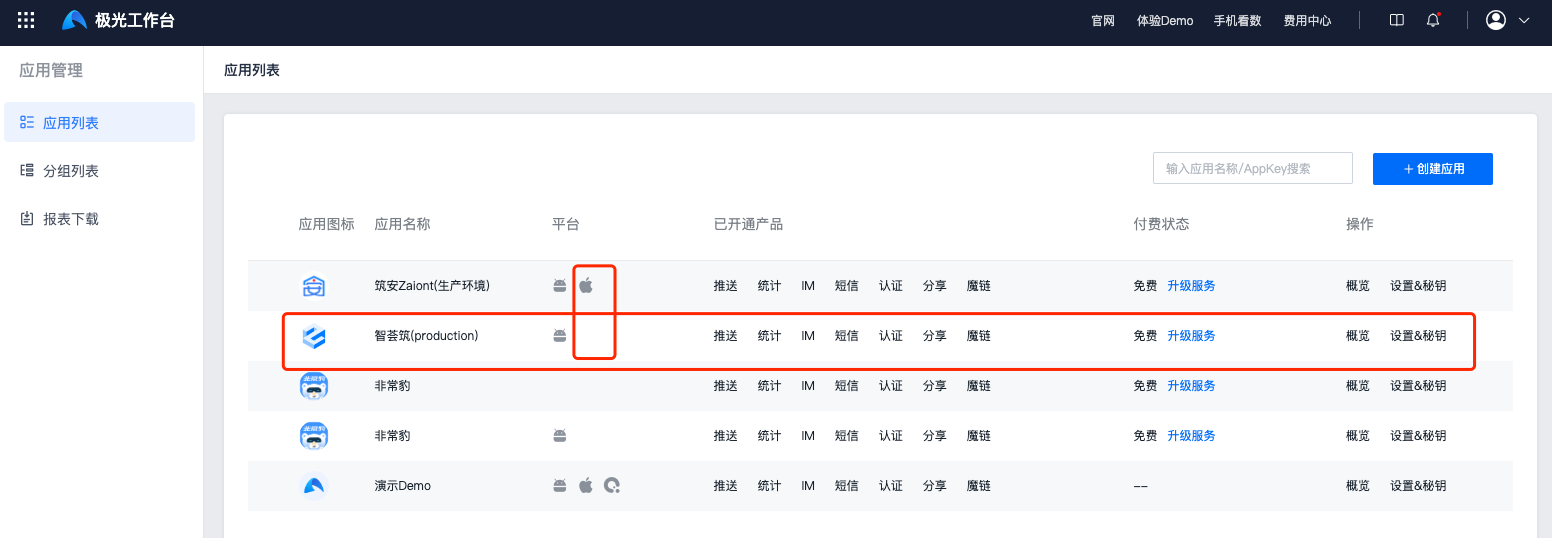 极光工作台 官网 体验Demo 手机看数 费用中心
应用管理
应用列表
分组列表
报表下载
应用列表
输入应用名称/AppKey搜索 + 创建应用
应用图标 应用名称 平台 已开通产品 付费状态 操作
筑安Zaiont(生产环境) 推送 统计 IM 短信 认证 分享 魔链 免费 升级服务 概览 设置&秘钥
智荟筑(production) 推送 统计 IM 短信 认证 分享 魔链 免费 升级服务 概览 设置&秘钥
非常豹 推送 统计 IM 短信 认证 分享 魔链 免费 升级服务 概览 设置&秘钥
非常豹 推送 统计 IM 短信 认证 分享 魔链 免费 升级服务 概览 设置&秘钥
演示Demo 推送 统计 IM 短信 认证 分享 魔链 -- 概览 设置&秘钥